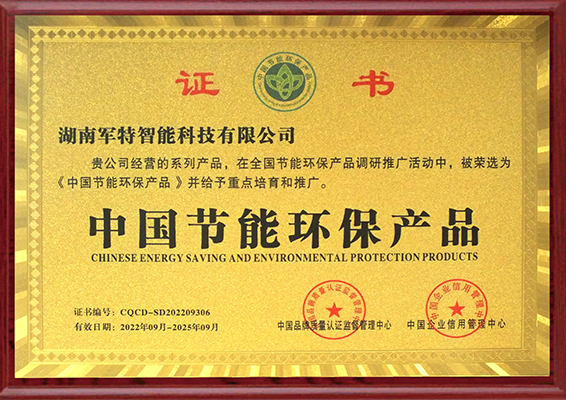 证 书
中国节能环保产品
湖南军特智能科技有限公司
贵公司经营的系列产品，在全国节能环保产品调研推广活动中，被荣选为
《中国节能环保产品》并给予重点培育和推广。
中国节能环保产品
CHINESE ENERGY SAVING AND ENVIRONMENTAL PROTECTION PRODUCTS
证书编号：CQCD-SD202209306
有效日期：2022年09月-2025年09月
中国品牌质量认证监督管理中心
中国企业信用管理中心